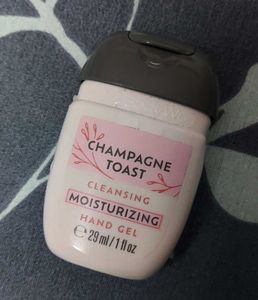 CHAMPAGNE
TOAST
CLEANSING
MOISTURIZING
HAND GEL
℮ 29 ml / 1 fl oz